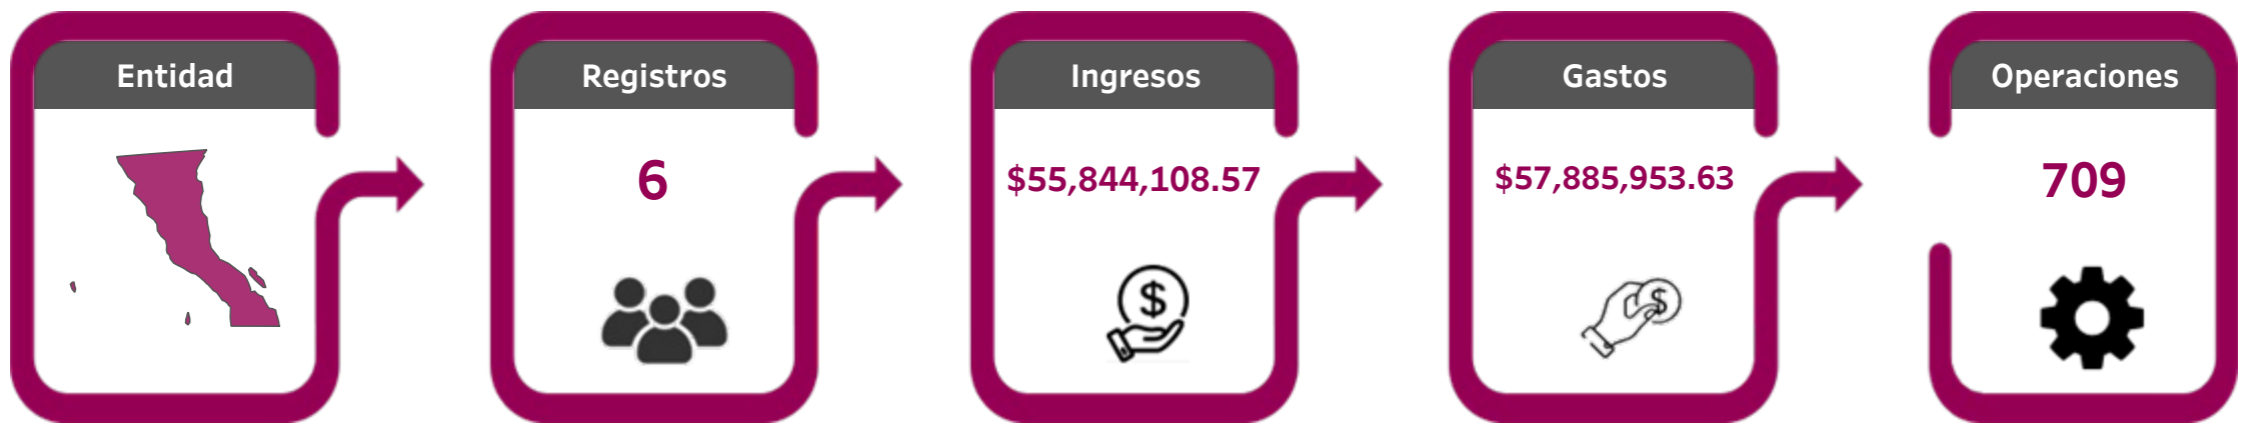 Entidad
Registros
6
Ingresos
$55,844,108.57
$
Gastos
$57,885,953.63
$
Operaciones
709